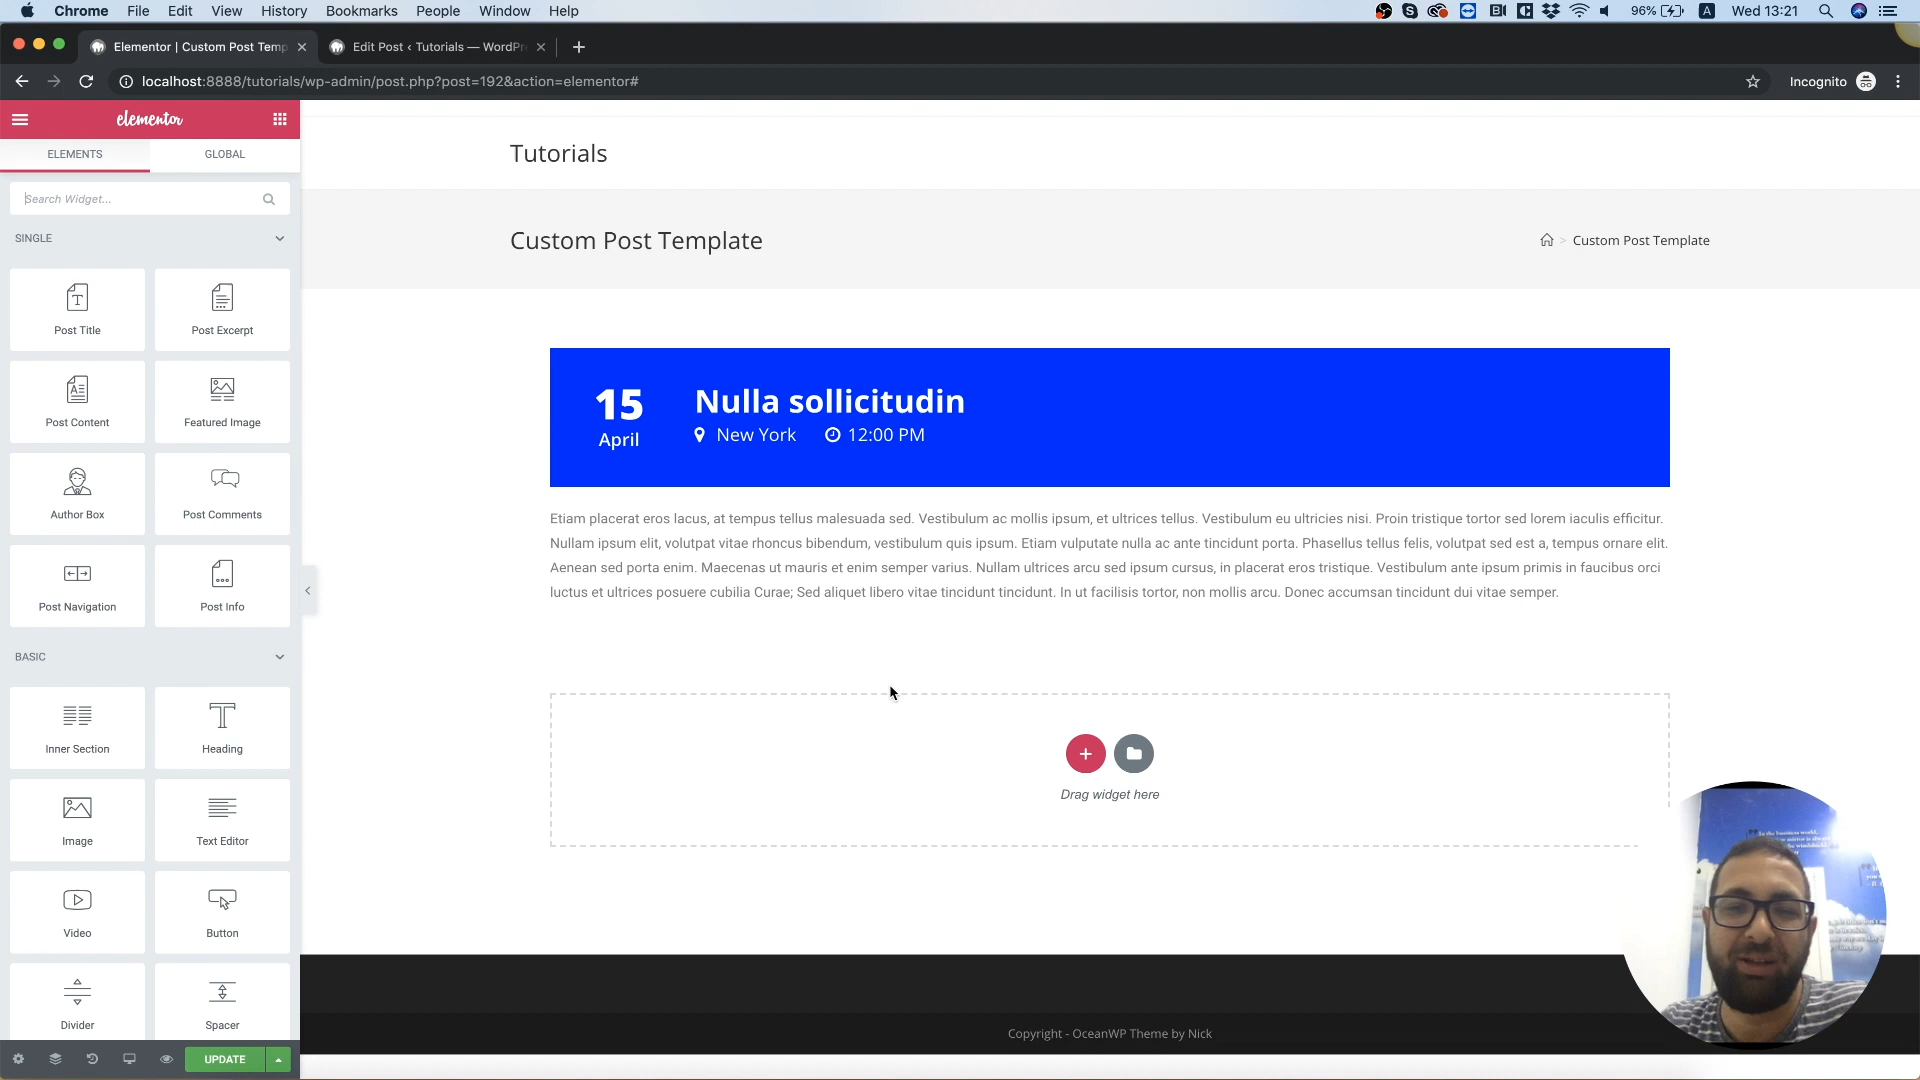 Chrome File Edit View History Bookmarks People Window Help 96% A Wed 13:21
Elementor | Custom Post Temp Edit Post ‹ Tutorials — WordPr
localhost:8888/tutorials/wp-admin/post.php?post=192&action=elementor# Incognito
elementor
ELEMENTS GLOBAL
Search Widget...
SINGLE
Post Title Post Excerpt
Post Content Featured Image
Author Box Post Comments
Post Navigation Post Info
BASIC
Inner Section Heading
Image Text Editor
Video Button
Divider Spacer
UPDATE
Tutorials
Custom Post Template
> Custom Post Template
15
April
Nulla sollicitudin
New York 12:00 PM
Etiam placerat eros lacus, at tempus tellus malesuada sed. Vestibulum ac mollis ipsum, et ultrices tellus. Vestibulum eu ultricies nisi. Proin tristique tortor sed lorem iaculis efficitur.
Nullam ipsum elit, volutpat vitae rhoncus bibendum, vestibulum quis ipsum. Etiam vulputate nulla ac ante tincidunt porta. Phasellus tellus felis, volutpat sed est a, tempus ornare elit.
Aenean sed porta enim. Maecenas ut mauris et enim semper varius. Nullam ultrices arcu sed ipsum cursus, in placerat eros tristique. Vestibulum ante ipsum primis in faucibus orci
luctus et ultrices posuere cubilia Curae; Sed aliquet libero vitae tincidunt tincidunt. In ut facilisis tortor, non mollis arcu. Donec accumsan tincidunt dui vitae semper.
Drag widget here
Copyright - OceanWP Theme by Nick